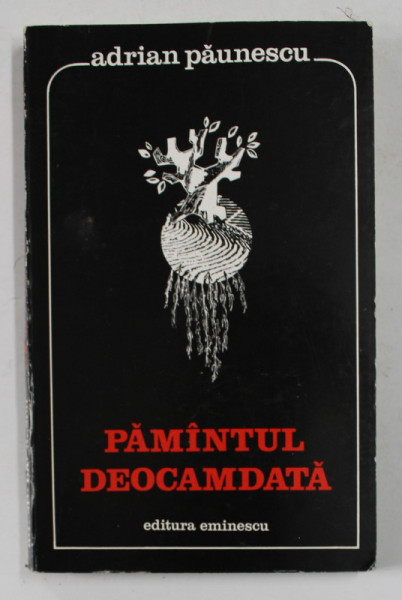 adrian păunescu
PĂMÎNTUL
DEOCAMDATĂ
editura eminescu